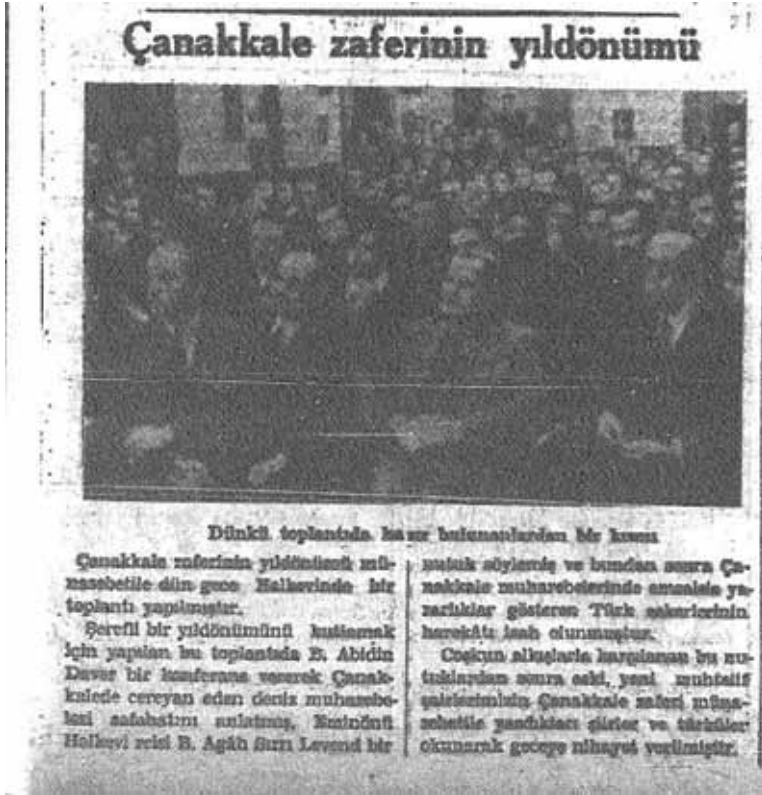 Çanakkale zaferinin yıldönümü
Dünkü toplantıda hazır bulunanlardan bir kısmı
Çanakkale zaferinin yıldönümü mü-
nasebetile dün gece Halkevinde bir
toplantı yapılmıştır.
Şerefli bir yıldönümünü kutlamak
için yapılan bu toplantıda B. Abidin
Daver bir konferans vererek Çanak-
kalede cereyan eden deniz muharebe-
lesi safahatını anlatmış, Eminönü
Halkevi reisi B. Agâh Sırrı Levend bir
nutuk söylemiş ve bundan sonra Ça-
nakkale muharebelerinde emsalsiz ya-
rarlıklar gösteren Türk askerlerinin
harekâtı izah olunmuştur.
Coşkun alkışlarla karşılanan bu nu-
tuklardan sonra eski, yeni muhtelif
şairlerimizin Çanakkale zaferi müna-
sebetile yazdıkları şiirler ve türküler
okunarak geceye nihayet verilmiştir.